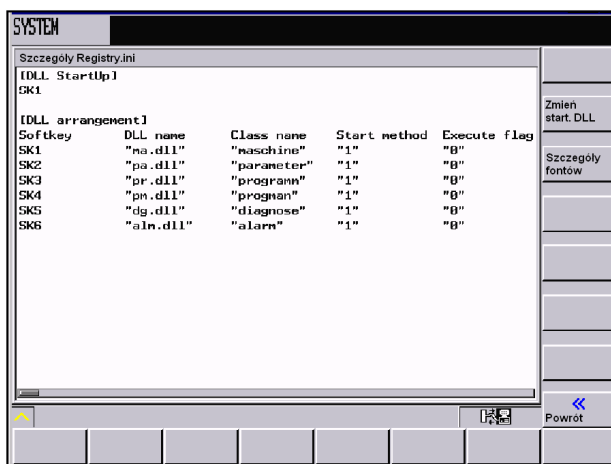 SYSTEM
Szczegóły Registry.ini
[DLL StartUp]
SK1
[DLL arrangement]
Softkey DLL name Class name Start method Execute flag
SK1 "ma.dll" "maschine" "1" "0"
SK2 "pa.dll" "parameter" "1" "0"
SK3 "pr.dll" "programm" "1" "0"
SK4 "pm.dll" "progman" "1" "0"
SK5 "dg.dll" "diagnose" "1" "0"
SK6 "alm.dll" "alarm" "1" "0"
Zmień
start. DLL
Szczegóły
fontów
Powrót